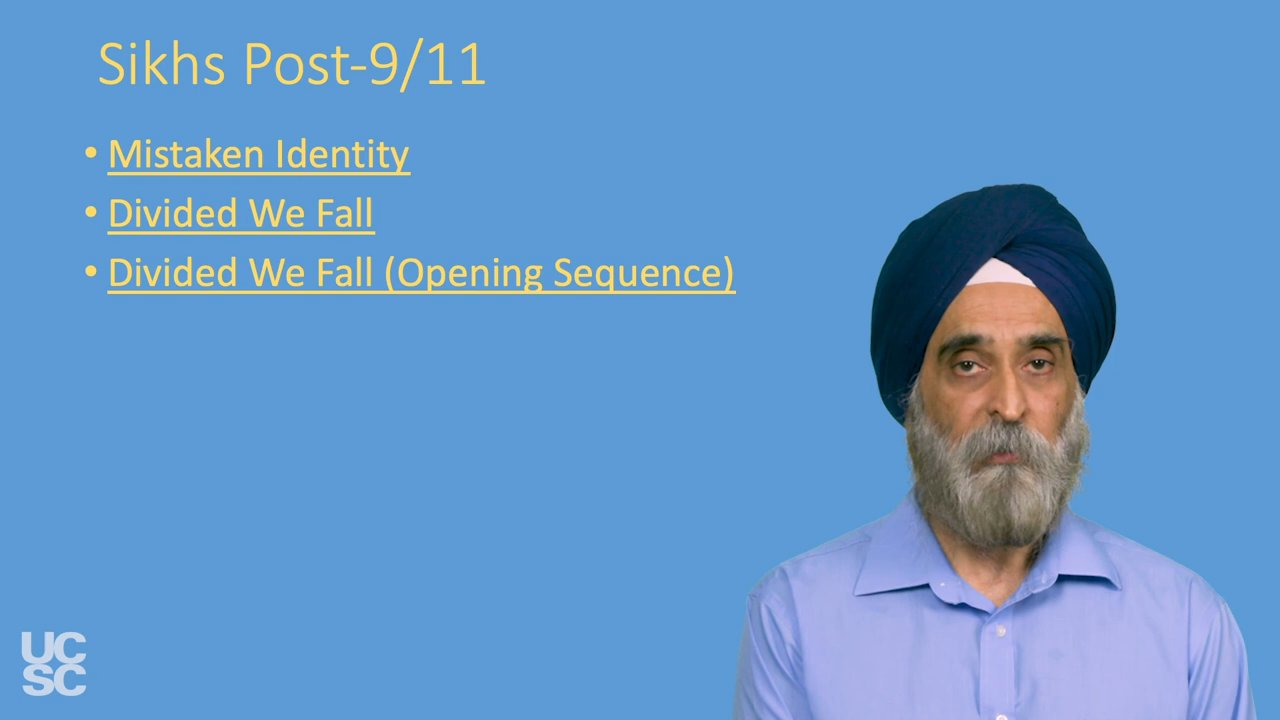 Sikhs Post-9/11
• Mistaken Identity
• Divided We Fall
• Divided We Fall (Opening Sequence)
UC
SC